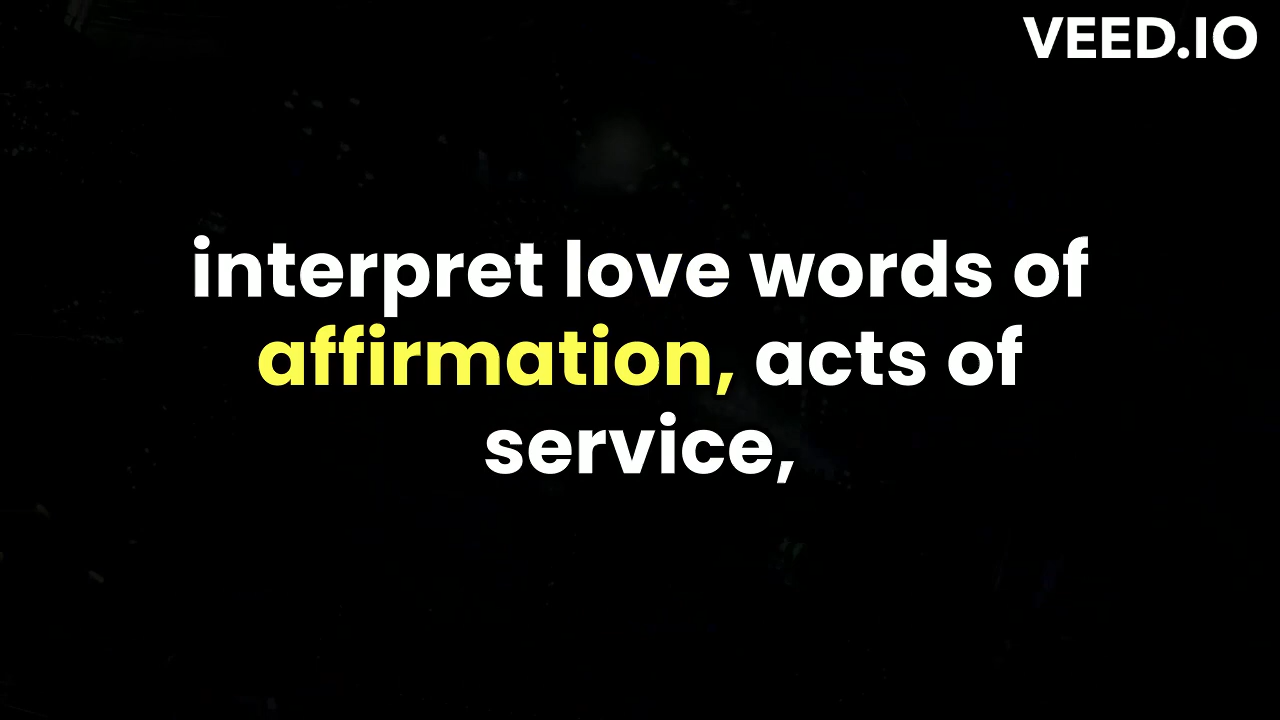 VEED.IO
interpret love words of
affirmation, acts of
service,